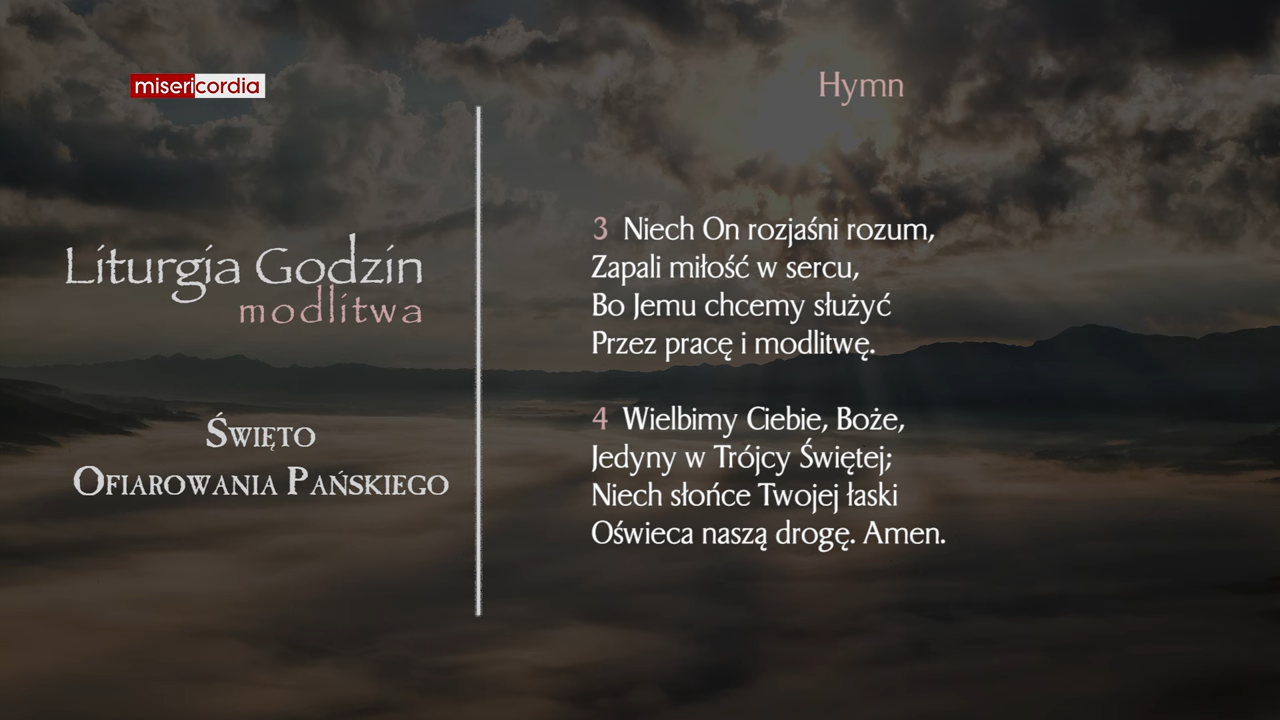 misericordia
Liturgia Godzin
modlitwa
Święto
Ofiarowania Pańskiego
Hymn
3 Niech On rozjaśni rozum,
Zapali miłość w sercu,
Bo Jemu chcemy służyć
Przez pracę i modlitwę.
4 Wielbimy Ciebie, Boże,
Jedyny w Trójcy Świętej;
Niech słońce Twojej łaski
Oświeca naszą drogę. Amen.